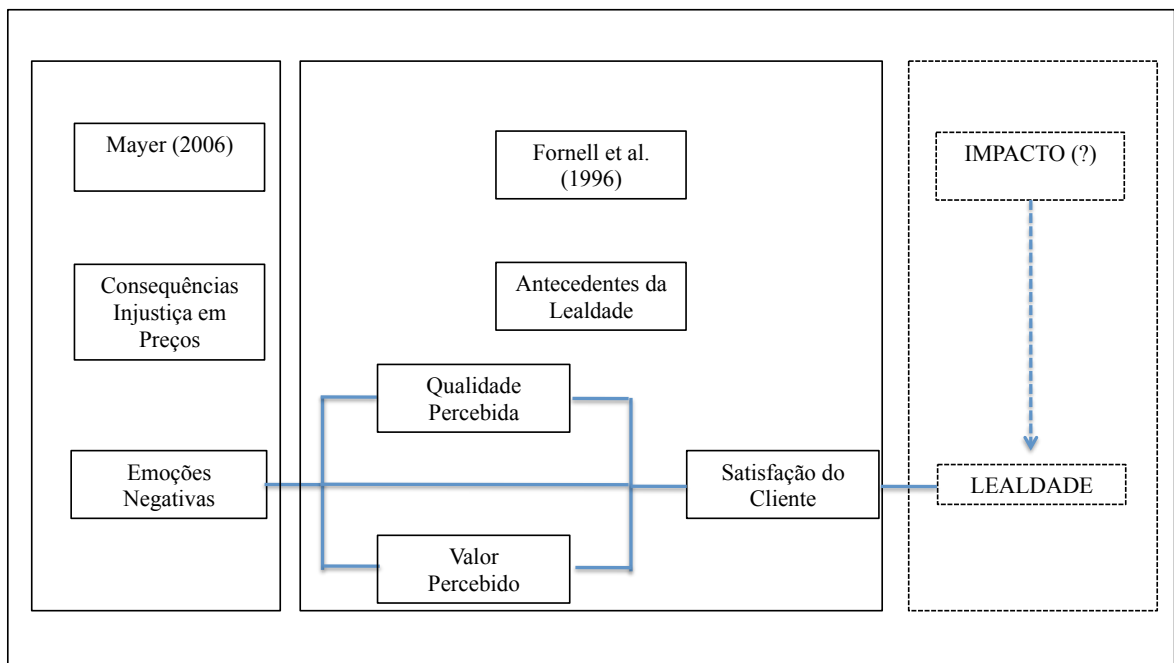 Mayer (2006)
Fornell et al.
(1996)
IMPACTO (?)
Consequências
Injustiça em
Preços
Antecedentes da
Lealdade
Qualidade
Percebida
Emoções
Negativas
Satisfação do
Cliente
LEALDADE
Valor
Percebido